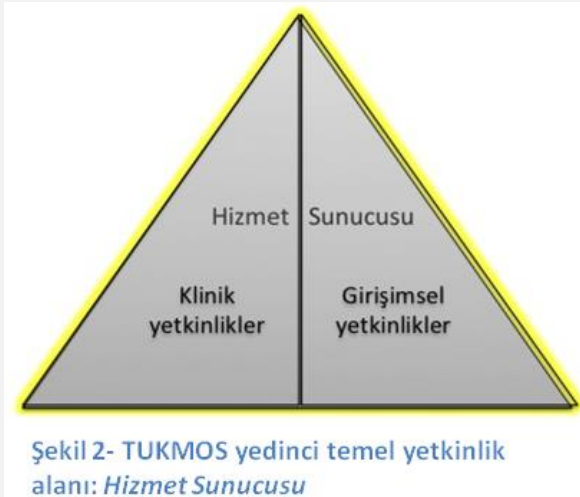 Hizmet Sunucusu
Klinik yetkinlikler
Girişimsel yetkinlikler
Şekil 2- TUKMOS yedinci temel yetkinlik
alanı: Hizmet Sunucusu